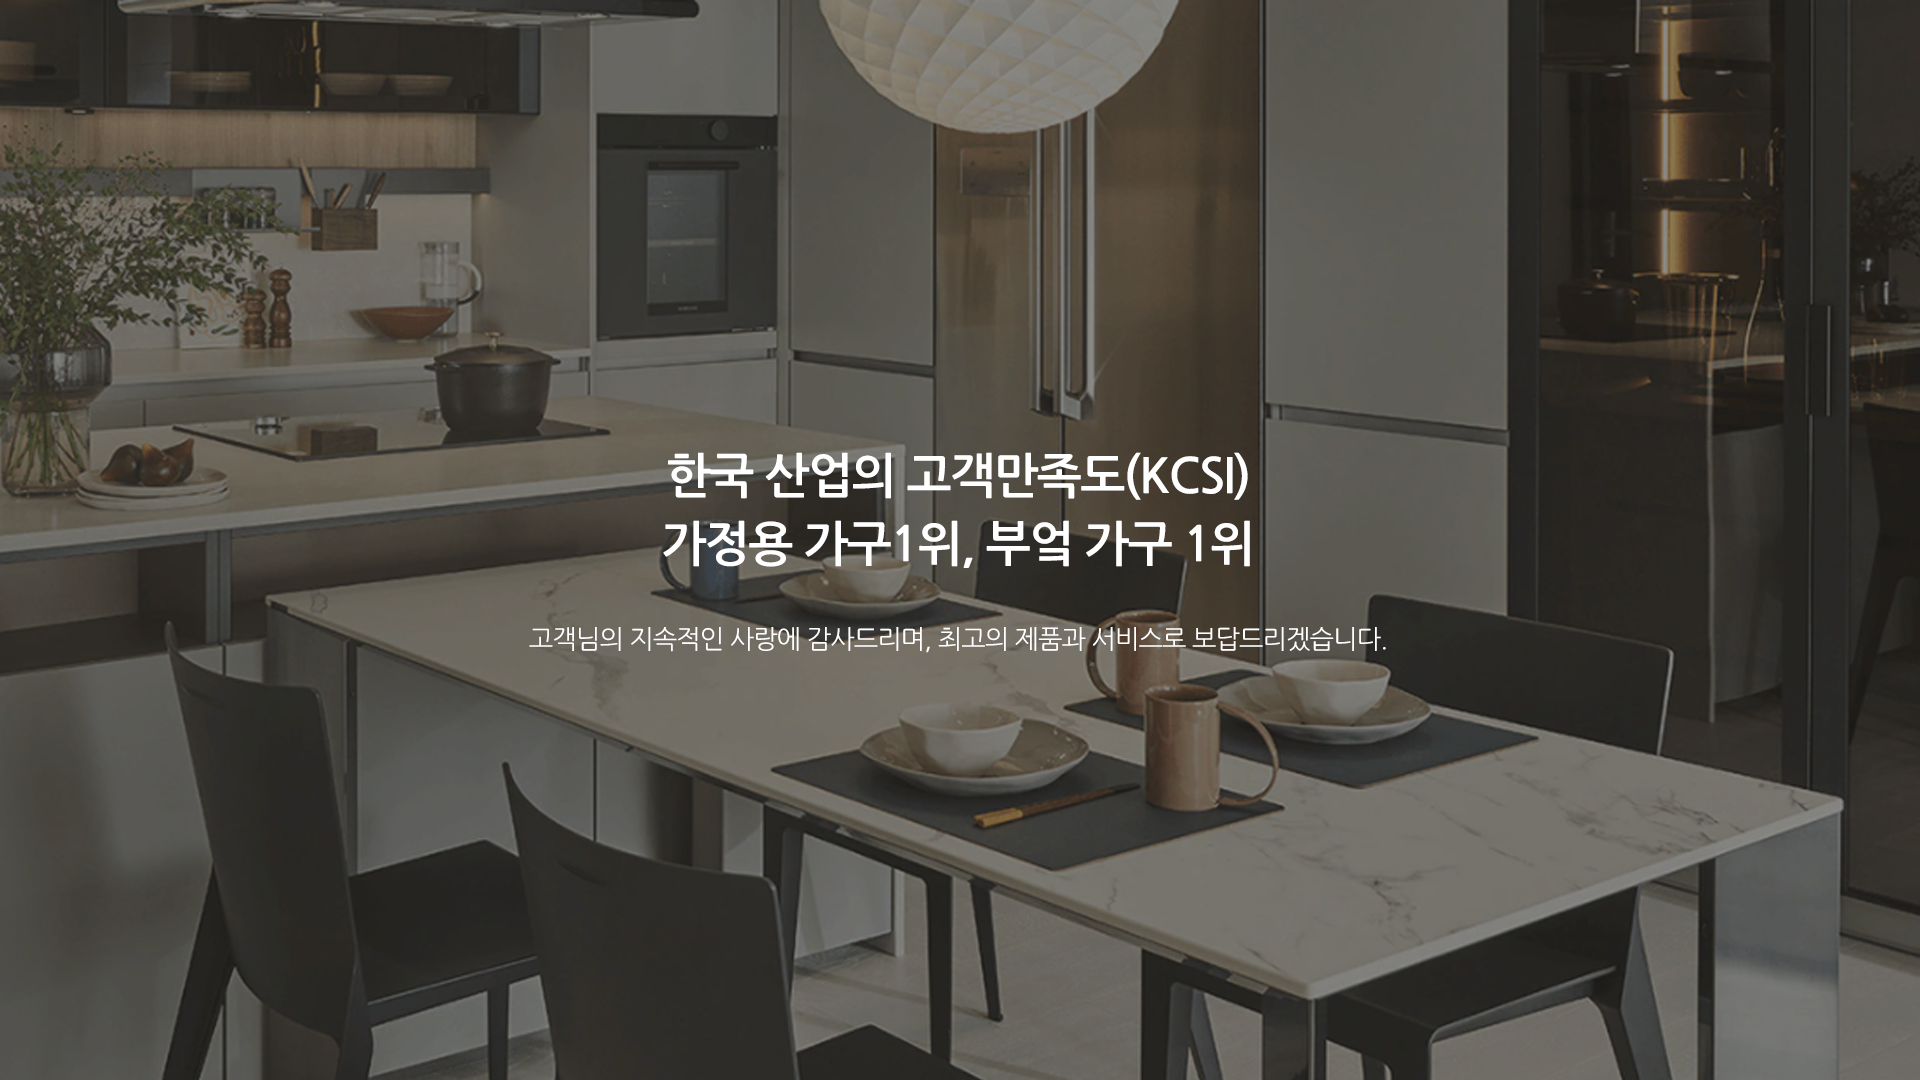 한국 산업의 고객만족도(KCSI)
가정용 가구1위, 부엌 가구 1위
고객님의 지속적인 사랑에 감사드리며, 최고의 제품과 서비스로 보답드리겠습니다.